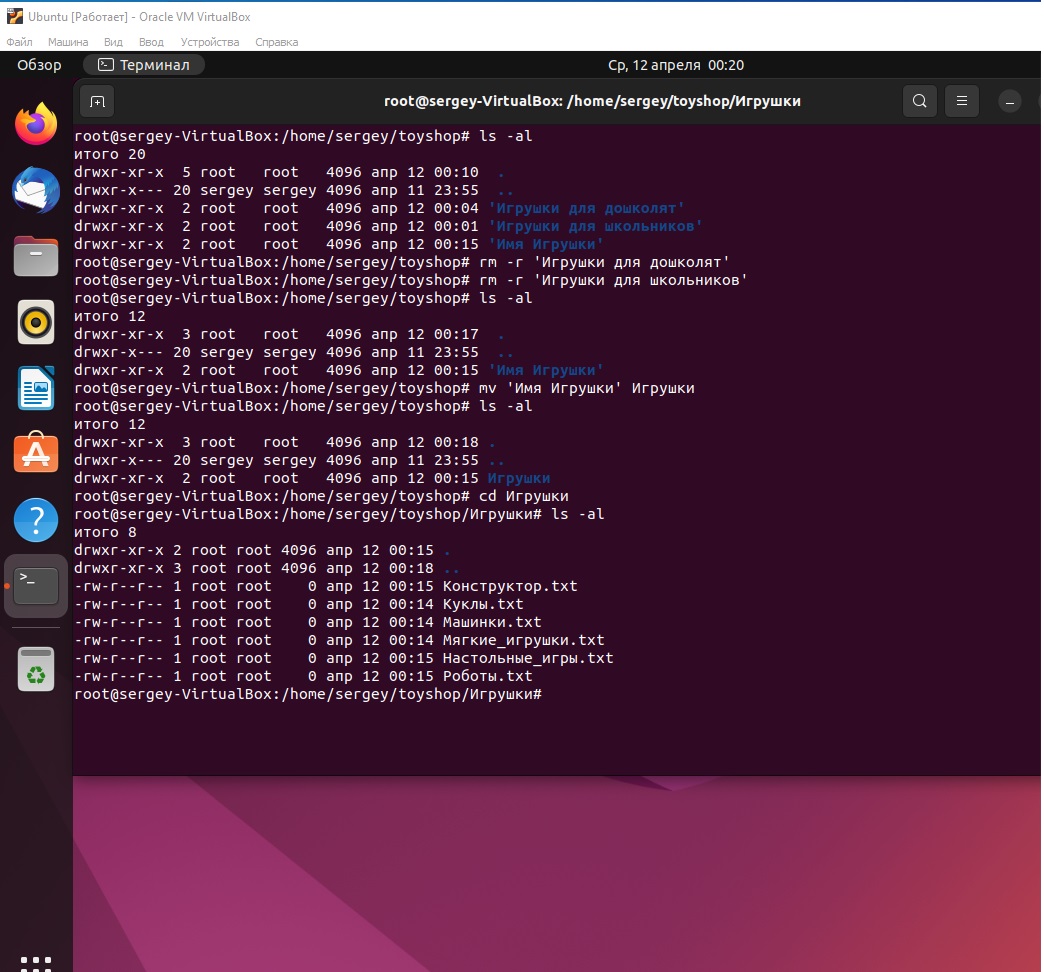 Ubuntu [Работает] - Oracle VM VirtualBox
Файл Машина Вид Ввод Устройства Справка
Обзор Терминал Ср, 12 апреля 00:20
root@sergey-VirtualBox: /home/sergey/toyshop/Игрушки
root@sergey-VirtualBox:/home/sergey/toyshop# ls -al
итого 20
drwxr-xr-x  5 root   root   4096 апр 12 00:10  .
drwxr-x--- 20 sergey sergey 4096 апр 11 23:55  ..
drwxr-xr-x  2 root   root   4096 апр 12 00:04 'Игрушки для дошколят'
drwxr-xr-x  2 root   root   4096 апр 12 00:01 'Игрушки для школьников'
drwxr-xr-x  2 root   root   4096 апр 12 00:15 'Имя Игрушки'
root@sergey-VirtualBox:/home/sergey/toyshop# rm -r 'Игрушки для дошколят'
root@sergey-VirtualBox:/home/sergey/toyshop# rm -r 'Игрушки для школьников'
root@sergey-VirtualBox:/home/sergey/toyshop# ls -al
итого 12
drwxr-xr-x  3 root   root   4096 апр 12 00:17  .
drwxr-x--- 20 sergey sergey 4096 апр 11 23:55  ..
drwxr-xr-x  2 root   root   4096 апр 12 00:15 'Имя Игрушки'
root@sergey-VirtualBox:/home/sergey/toyshop# mv 'Имя Игрушки' Игрушки
root@sergey-VirtualBox:/home/sergey/toyshop# ls -al
итого 12
drwxr-xr-x  3 root   root   4096 апр 12 00:18 .
drwxr-x--- 20 sergey sergey 4096 апр 11 23:55 ..
drwxr-xr-x  2 root   root   4096 апр 12 00:15 Игрушки
root@sergey-VirtualBox:/home/sergey/toyshop# cd Игрушки
root@sergey-VirtualBox:/home/sergey/toyshop/Игрушки# ls -al
итого 8
drwxr-xr-x 2 root root 4096 апр 12 00:15 .
drwxr-xr-x 3 root root 4096 апр 12 00:18 ..
-rw-r--r-- 1 root root    0 апр 12 00:15 Конструктор.txt
-rw-r--r-- 1 root root    0 апр 12 00:14 Куклы.txt
-rw-r--r-- 1 root root    0 апр 12 00:14 Машинки.txt
-rw-r--r-- 1 root root    0 апр 12 00:14 Мягкие_игрушки.txt
-rw-r--r-- 1 root root    0 апр 12 00:15 Настольные_игры.txt
-rw-r--r-- 1 root root    0 апр 12 00:15 Роботы.txt
root@sergey-VirtualBox:/home/sergey/toyshop/Игрушки#